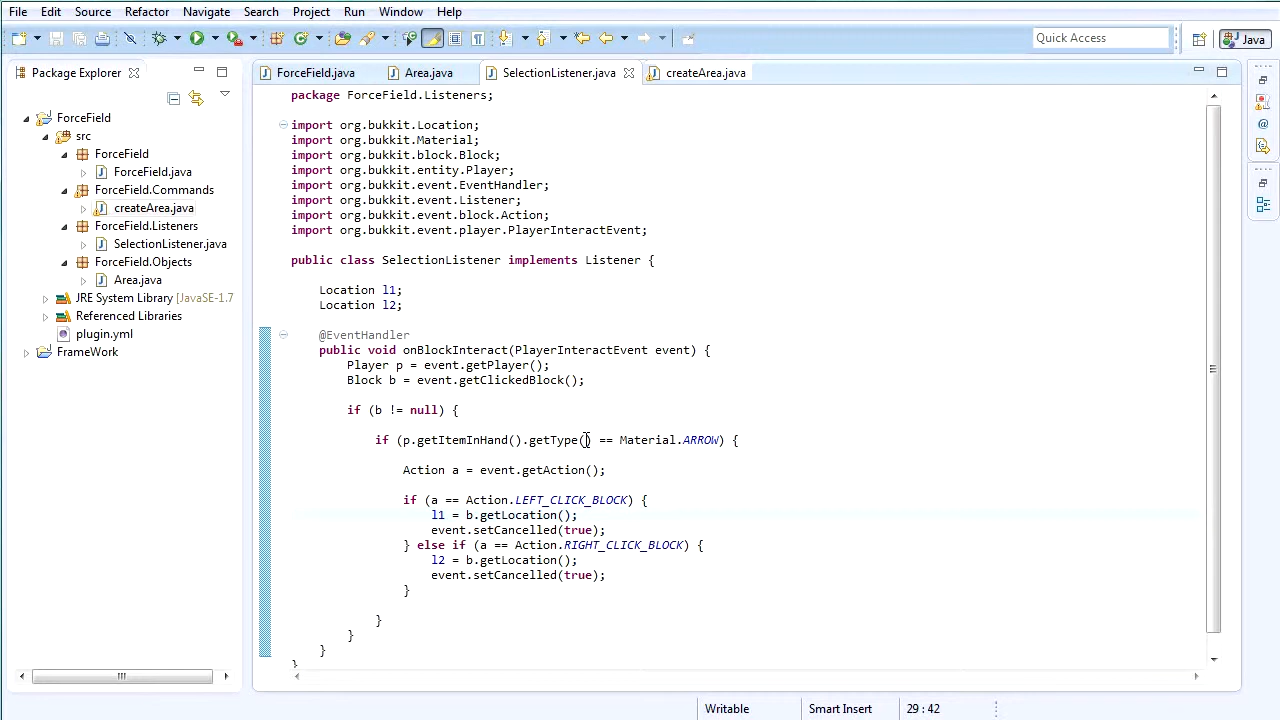 File Edit Source Refactor Navigate Search Project Run Window Help
Quick Access
Java
Package Explorer
ForceField.java Area.java SelectionListener.java createArea.java
ForceField
src
ForceField
ForceField.java
ForceField.Commands
createArea.java
ForceField.Listeners
SelectionListener.java
ForceField.Objects
Area.java
JRE System Library [JavaSE-1.7
Referenced Libraries
plugin.yml
FrameWork
package ForceField.Listeners;
import org.bukkit.Location;
import org.bukkit.Material;
import org.bukkit.block.Block;
import org.bukkit.entity.Player;
import org.bukkit.event.EventHandler;
import org.bukkit.event.Listener;
import org.bukkit.event.block.Action;
import org.bukkit.event.player.PlayerInteractEvent;
public class SelectionListener implements Listener {
Location l1;
Location l2;
@EventHandler
public void onBlockInteract(PlayerInteractEvent event) {
Player p = event.getPlayer();
Block b = event.getClickedBlock();
if (b != null) {
if (p.getItemInHand().getType() == Material.ARROW) {
Action a = event.getAction();
if (a == Action.LEFT_CLICK_BLOCK) {
l1 = b.getLocation();
event.setCancelled(true);
} else if (a == Action.RIGHT_CLICK_BLOCK) {
l2 = b.getLocation();
event.setCancelled(true);
}
}
}
}
}
Writable Smart Insert 29 : 42